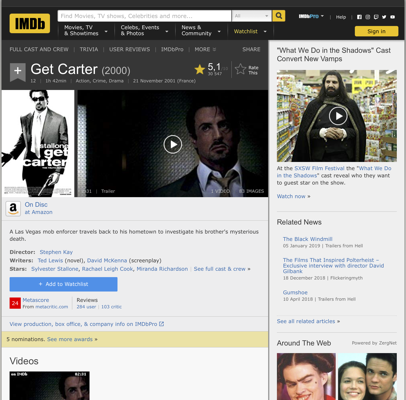 IMDb
Find Movies, TV shows, Celebrities and more...
All
IMDbPro
Help
Movies, TV
& Showtimes
Celebs, Events
& Photos
News &
Community
Watchlist
Sign in
FULL CAST AND CREW | TRIVIA | USER REVIEWS | IMDbPro | MORE
SHARE
Get Carter (2000)
5,1
Rate
This
12 | 1h 42min | Action, Crime, Drama | 21 November 2001 (France)
stallone
get
carter
THE TRUTH HURTS
| Trailer
1 VIDEO
IMAGES
On Disc
at Amazon
A Las Vegas mob enforcer travels back to his hometown to investigate his brother's mysterious
death.
Director: Stephen Kay
Writers: Ted Lewis (novel), David McKenna (screenplay)
Stars: Sylvester Stallone, Rachael Leigh Cook, Miranda Richardson | See full cast & crew »
+ Add to Watchlist
24
Metascore
From metacritic.com
Reviews
284 user | 103 critic
View production, box office, & company info on IMDbPro
5 nominations. See more awards »
Videos
"What We Do in the Shadows" Cast
Convert New Vamps
At the SXSW Film Festival the "What We Do
in the Shadows" cast reveal who they want
to guest star on the show.
Watch now »
Related News
The Black Windmill
05 January 2019 | Trailers from Hell
The Films That Inspired Polterheist –
Exclusive interview with director David
Gilbank
18 December 2018 | Flickeringmyth
Gumshoe
10 April 2018 | Trailers from Hell
See all related articles »
Around The Web
Powered by ZergNet